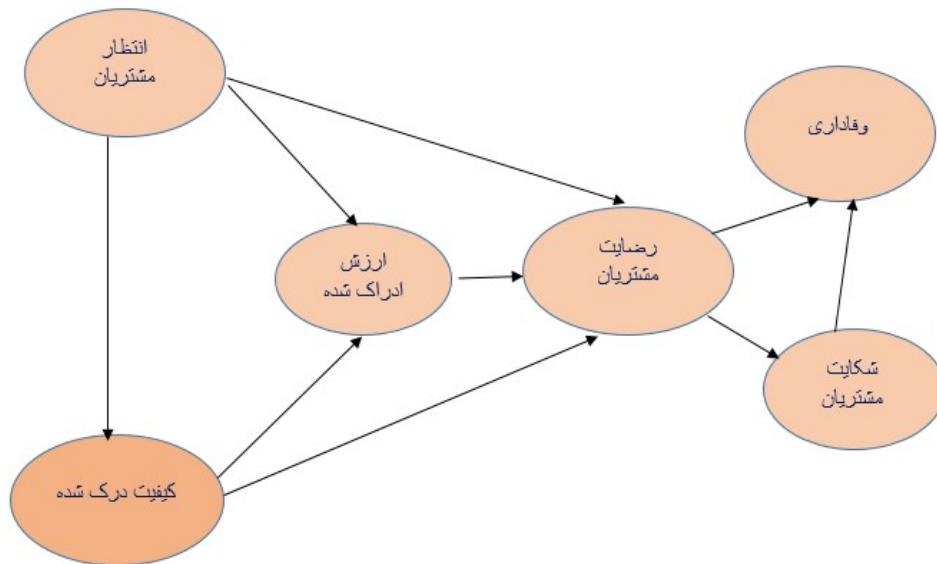 انتظار
مشتریان
وفاداری
ارزش
ادراک شده
رضایت
مشتریان
شکایت
مشتریان
کیفیت درک شده